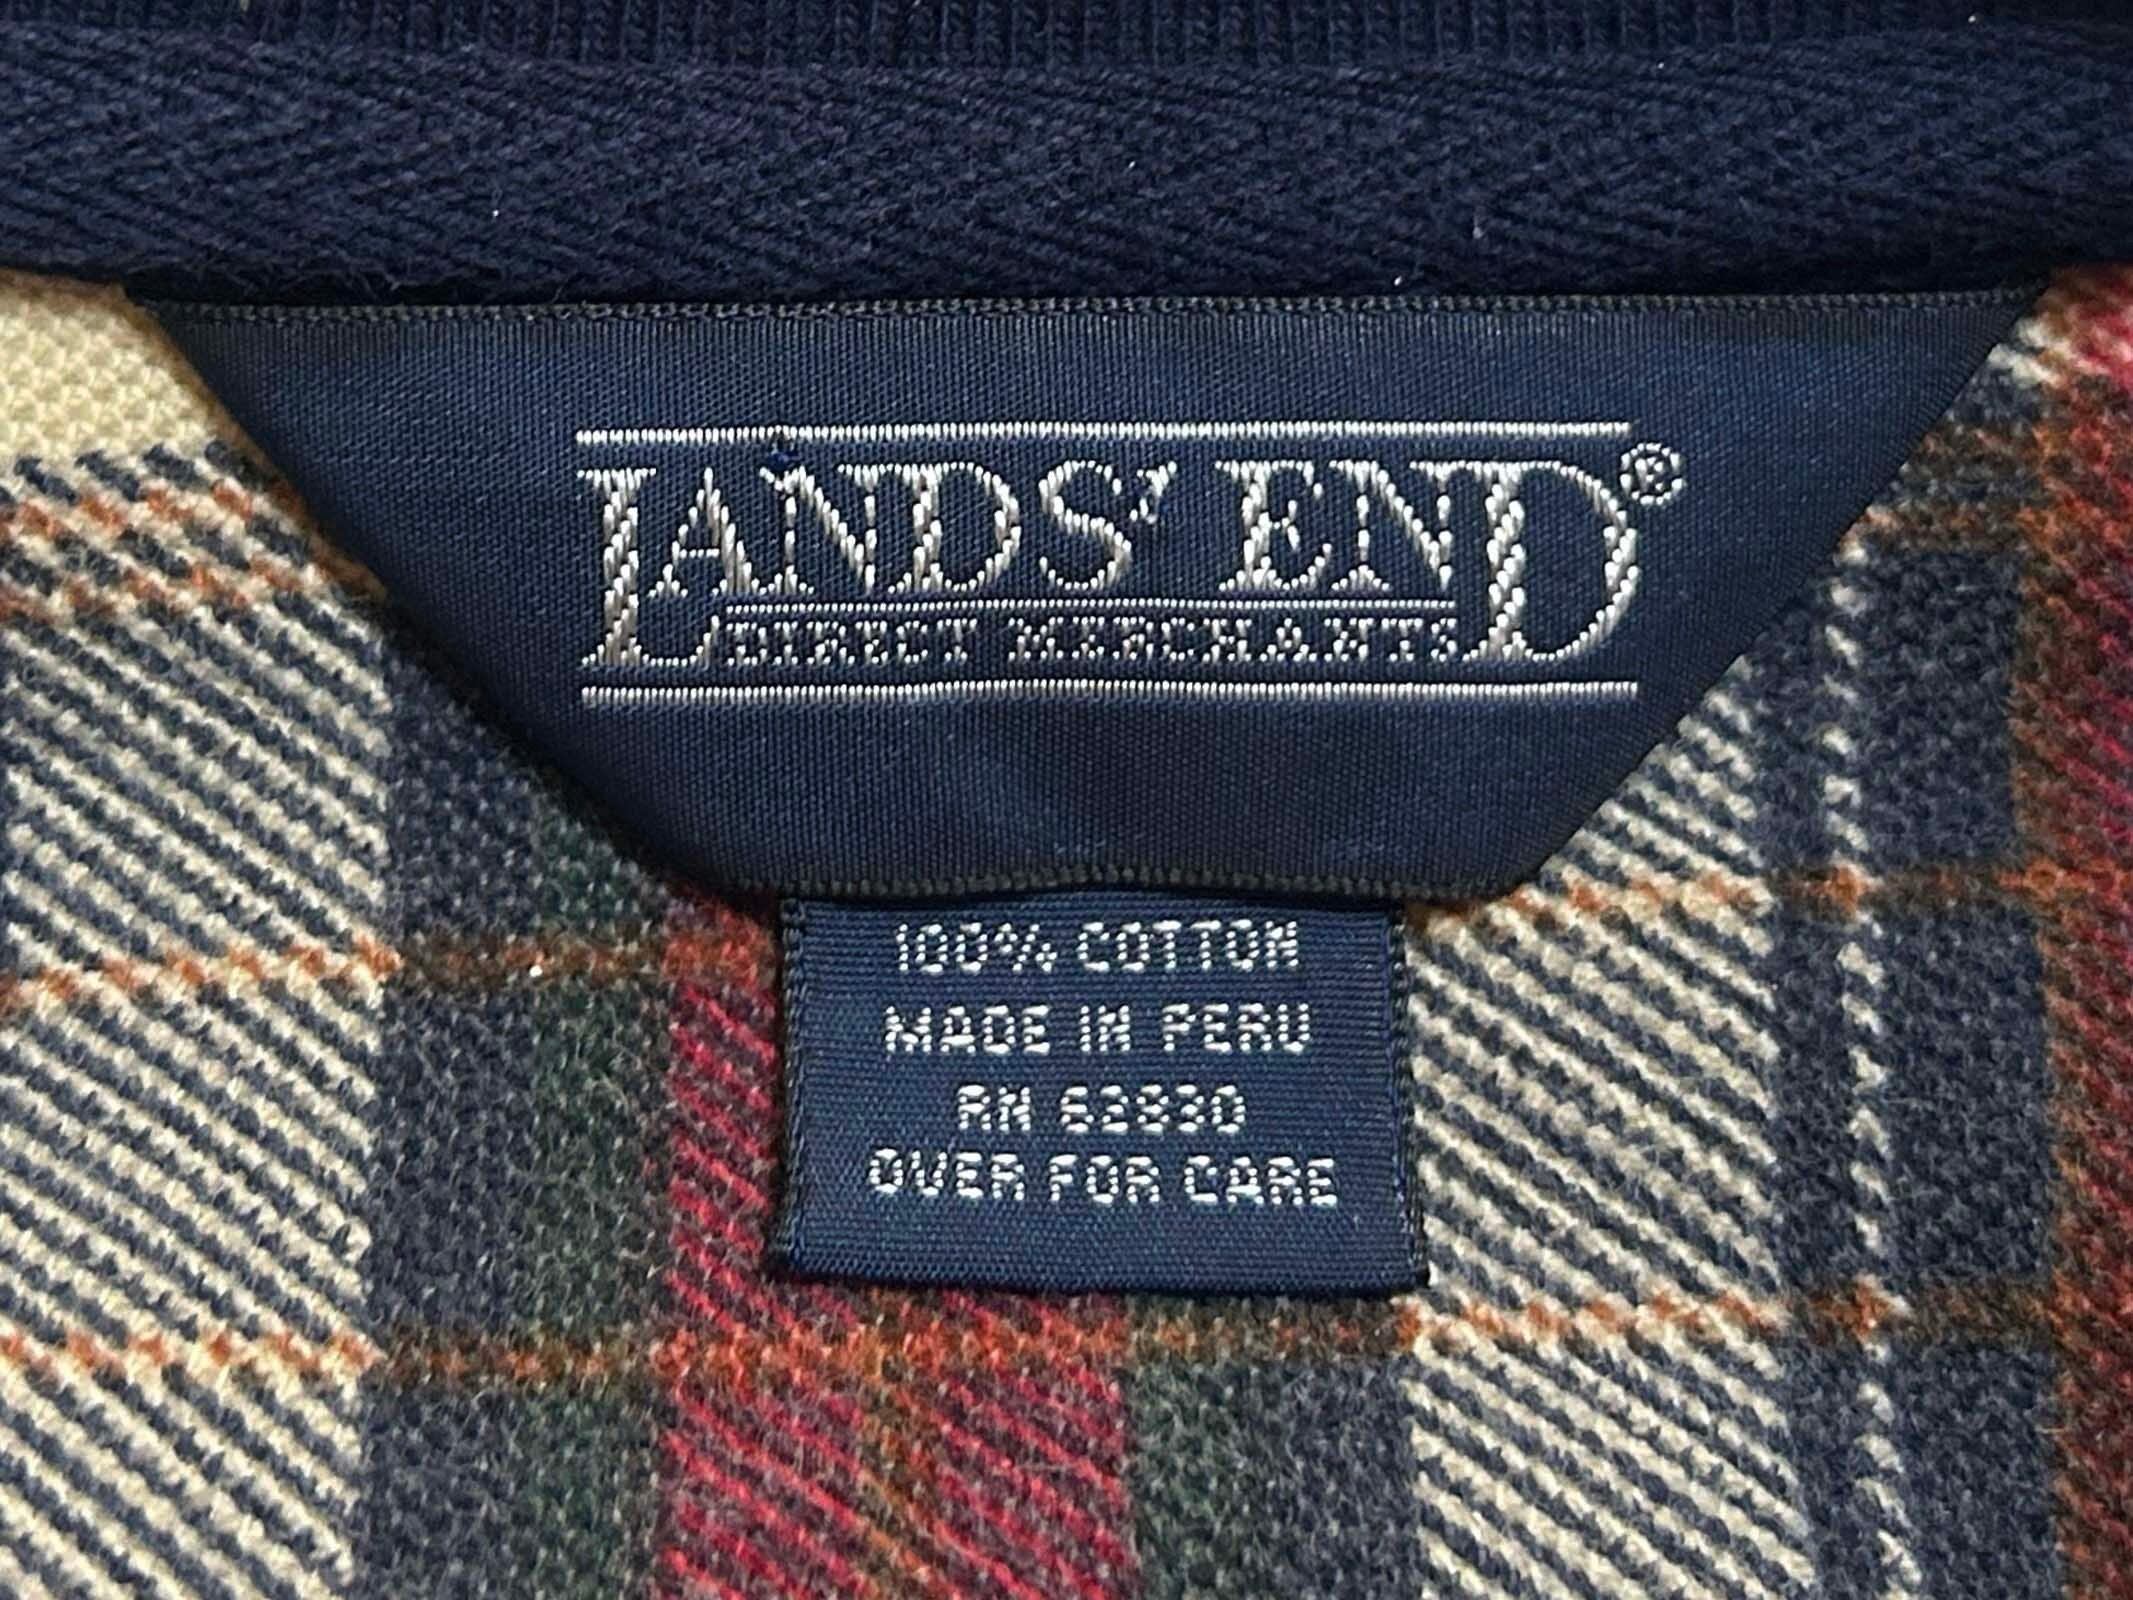 LANDS' END®
DIRECT MERCHANTS
100% COTTON
MADE IN PERU
RN 62830
OVER FOR CARE